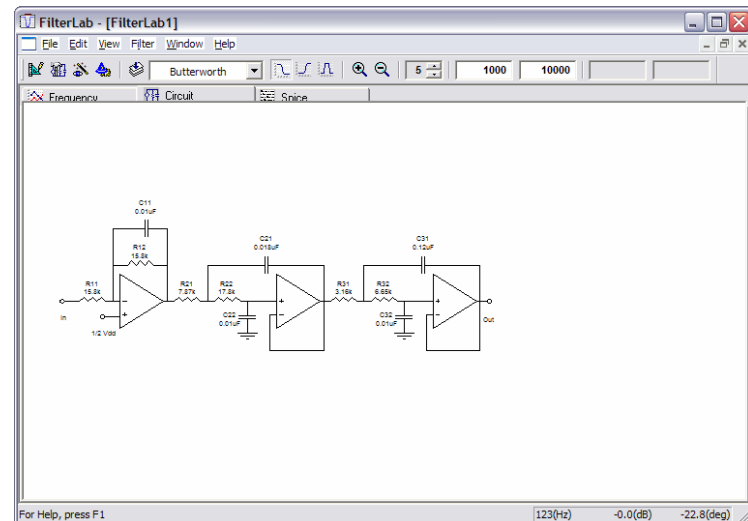 FilterLab - [FilterLab1]
File Edit View Filter Window Help
Butterworth 5 1000 10000
Frequency Circuit Spice
C11
0.01uF
R12
15.8k
C21
0.018uF
C31
0.12uF
R11
15.8k
R21
7.87k
R22
17.8k
R31
3.16k
R32
6.65k
C22
0.01uF
C32
0.01uF
In
1/2 Vdd
Out
For Help, press F1 123(Hz) -0.0(dB) -22.8(deg)